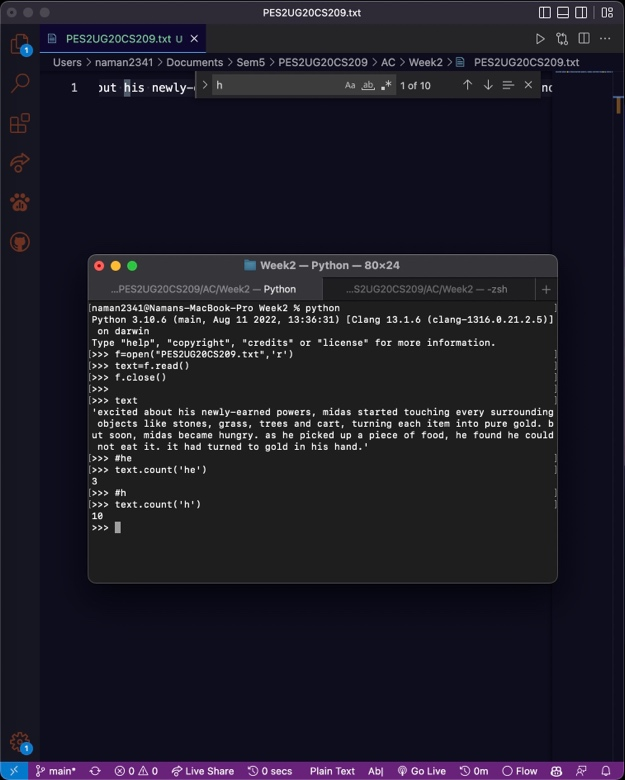 PES2UG20CS209.txt
PES2UG20CS209.txt U
Users > naman2341 > Documents > Sem5 > PES2UG20CS209 > AC > Week2 > PES2UG20CS209.txt
1 out his newly-
> h Aa ab 1 of 10
1
Week2 — Python — 80×24
...PES2UG20CS209/AC/Week2 — Python
...S2UG20CS209/AC/Week2 — -zsh
[naman2341@Namans-MacBook-Pro Week2 % python ]
Python 3.10.6 (main, Aug 11 2022, 13:36:31) [Clang 13.1.6 (clang-1316.0.21.2.5)]
on darwin
Type "help", "copyright", "credits" or "license" for more information.
[>>> f=open("PES2UG20CS209.txt",'r') ]
[>>> text=f.read() ]
[>>> f.close() ]
[>>> ]
[>>> text ]
'excited about his newly-earned powers, midas started touching every surrounding
objects like stones, grass, trees and cart, turning each item into pure gold. b
ut soon, midas became hungry. as he picked up a piece of food, he found he could
not eat it. it had turned to gold in his hand.'
[>>> #he ]
[>>> text.count('he') ]
3
[>>> #h ]
[>>> text.count('h') ]
10
>>>
1
main* 0 0 Live Share 0 secs Plain Text Ab| Go Live 0m Flow